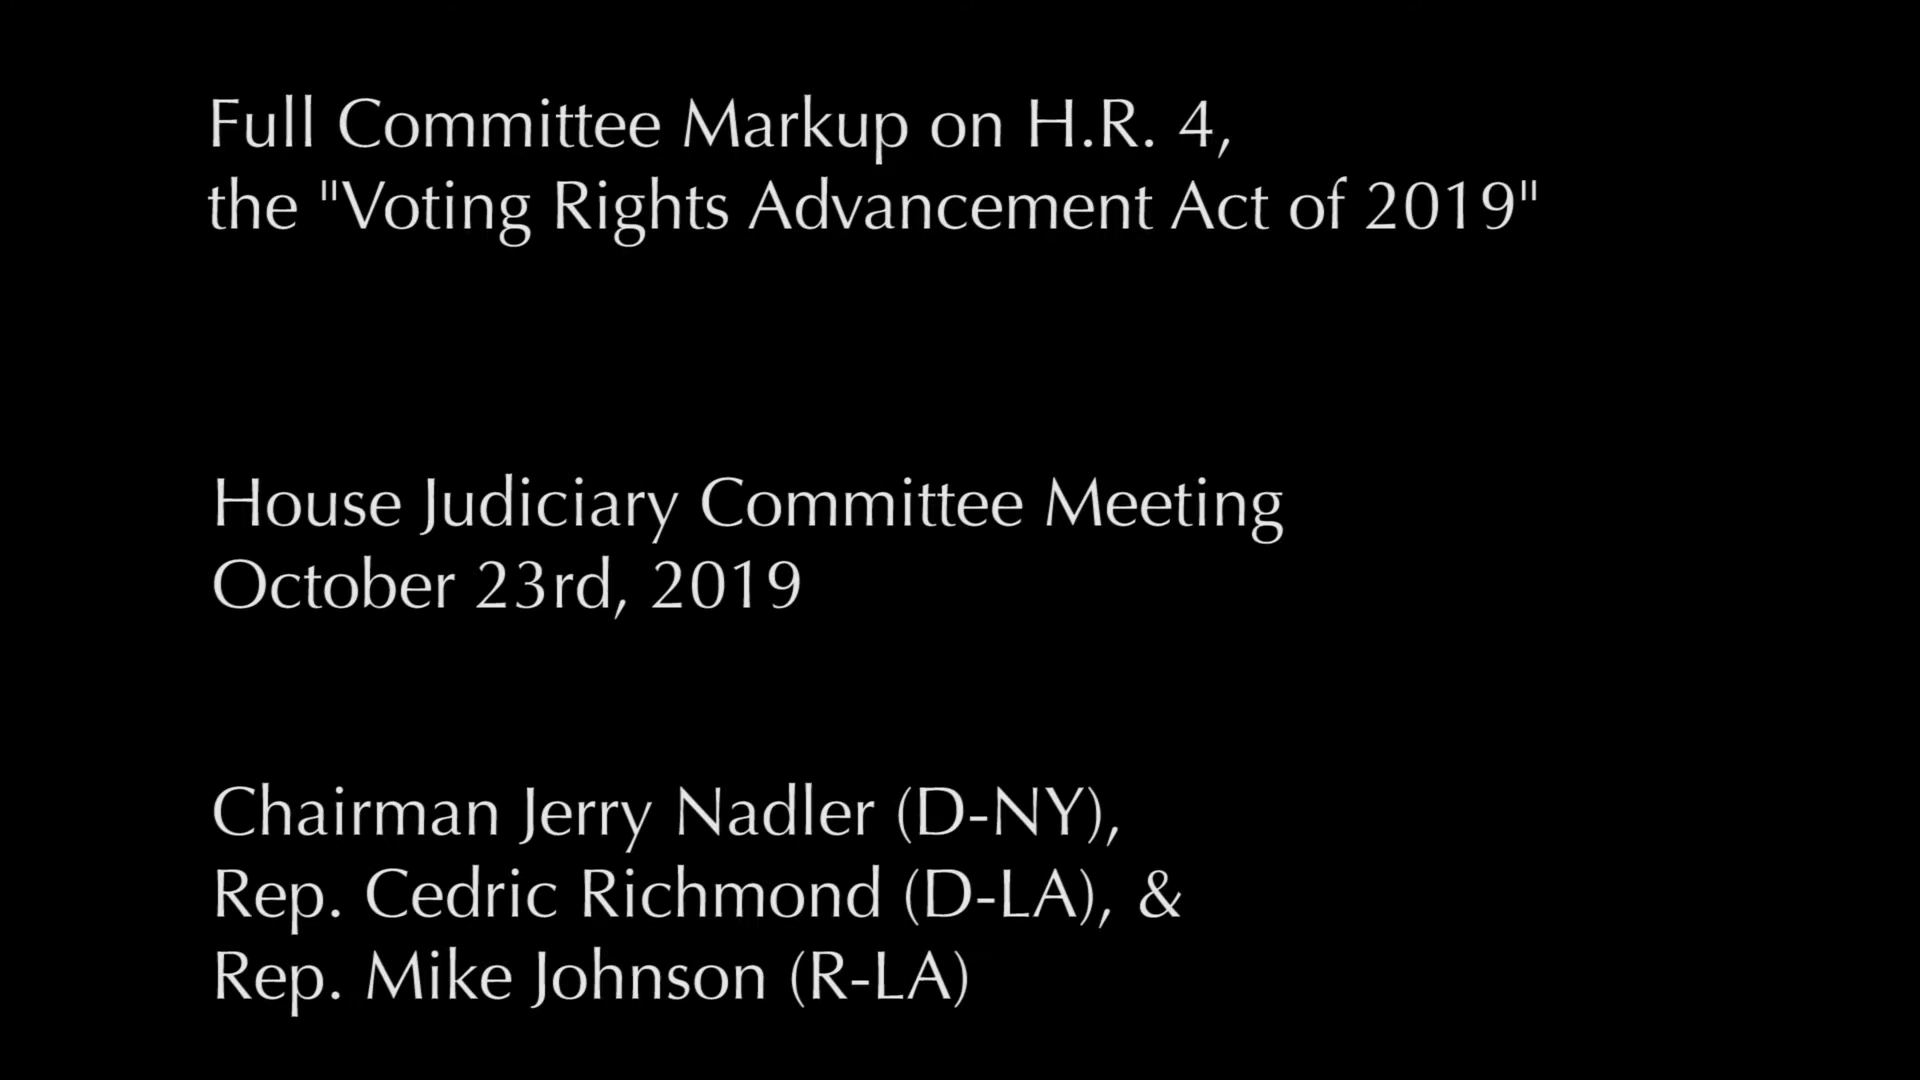 Full Committee Markup on H.R. 4,
the "Voting Rights Advancement Act of 2019"
House Judiciary Committee Meeting
October 23rd, 2019
Chairman Jerry Nadler (D-NY),
Rep. Cedric Richmond (D-LA), &
Rep. Mike Johnson (R-LA)